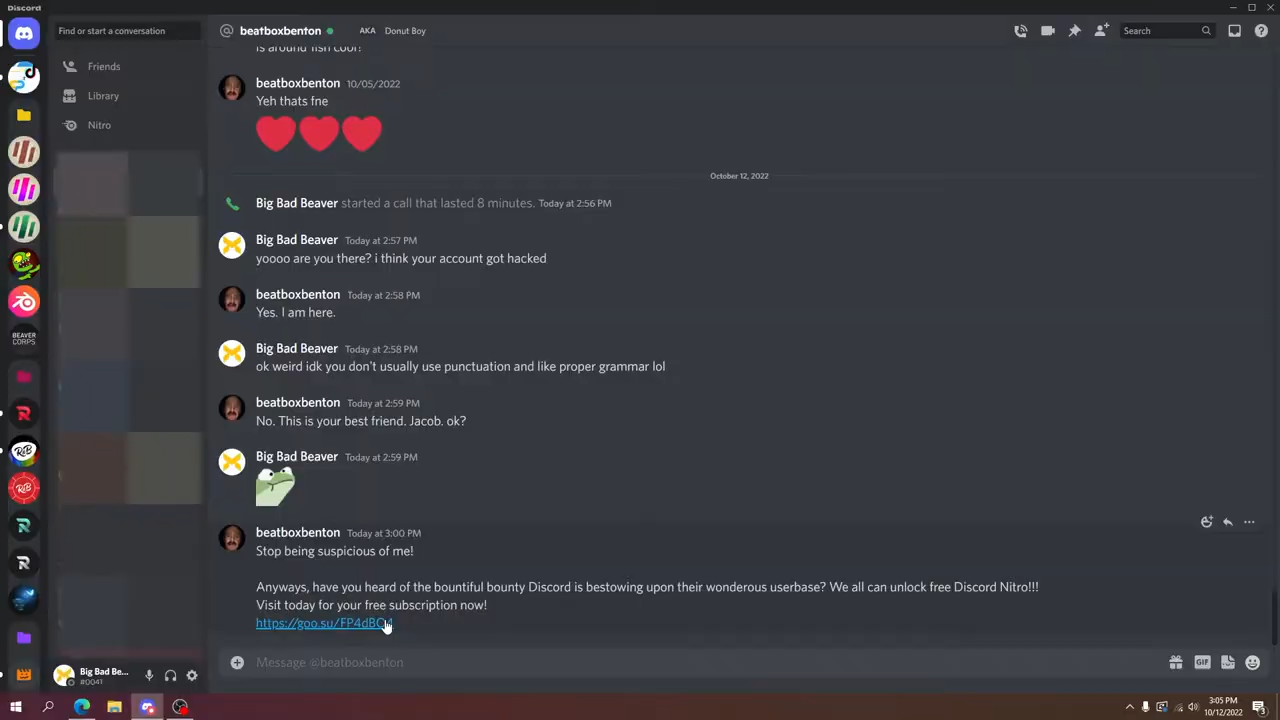 Discord
Find or start a conversation
beatboxbenton AKA Donut Boy
Search
Friends
Library
Nitro
beatboxbenton 10/05/2022
Yeh thats fne
October 12, 2022
Big Bad Beaver started a call that lasted 8 minutes. Today at 2:56 PM
Big Bad Beaver Today at 2:57 PM
yoooo are you there? i think your account got hacked
beatboxbenton Today at 2:58 PM
Yes. I am here.
Big Bad Beaver Today at 2:58 PM
ok weird idk you don't usually use punctuation and like proper grammar lol
beatboxbenton Today at 2:59 PM
No. This is your best friend. Jacob. ok?
Big Bad Beaver Today at 2:59 PM
beatboxbenton Today at 3:00 PM
Stop being suspicious of me!
Anyways, have you heard of the bountiful bounty Discord is bestowing upon their wonderous userbase? We all can unlock free Discord Nitro!!!
Visit today for your free subscription now!
Message @beatboxbenton
GIF
BEAVER
CORPS
R
RiB
RiB
R
R
Big Bad Be...
#0041
3:05 PM
10/12/2022